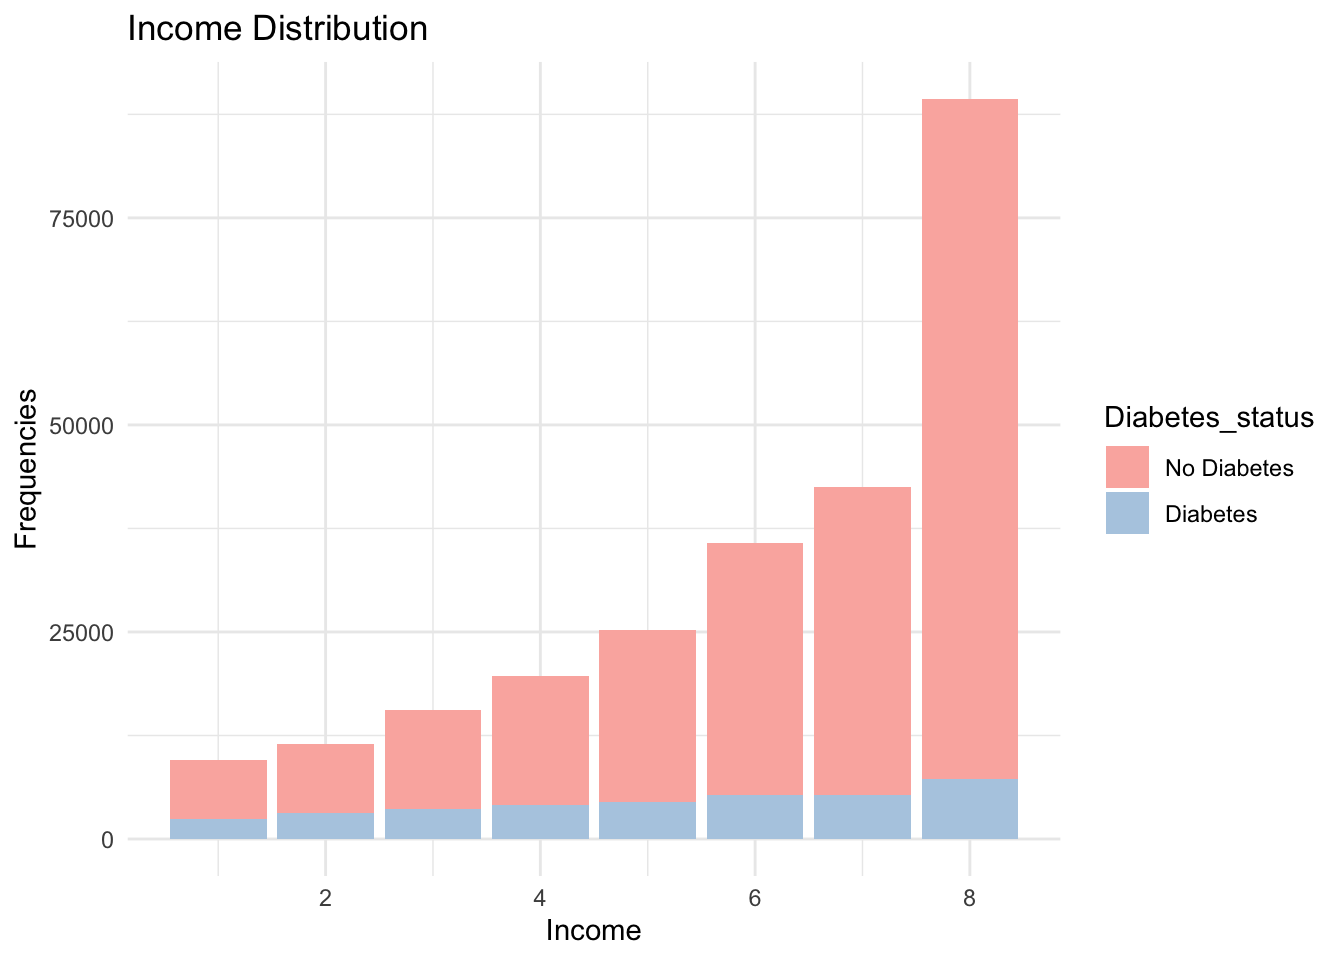 Income Distribution
Frequencies
75000
50000
25000
0
2 4 6 8
Income
Diabetes_status
No Diabetes
Diabetes